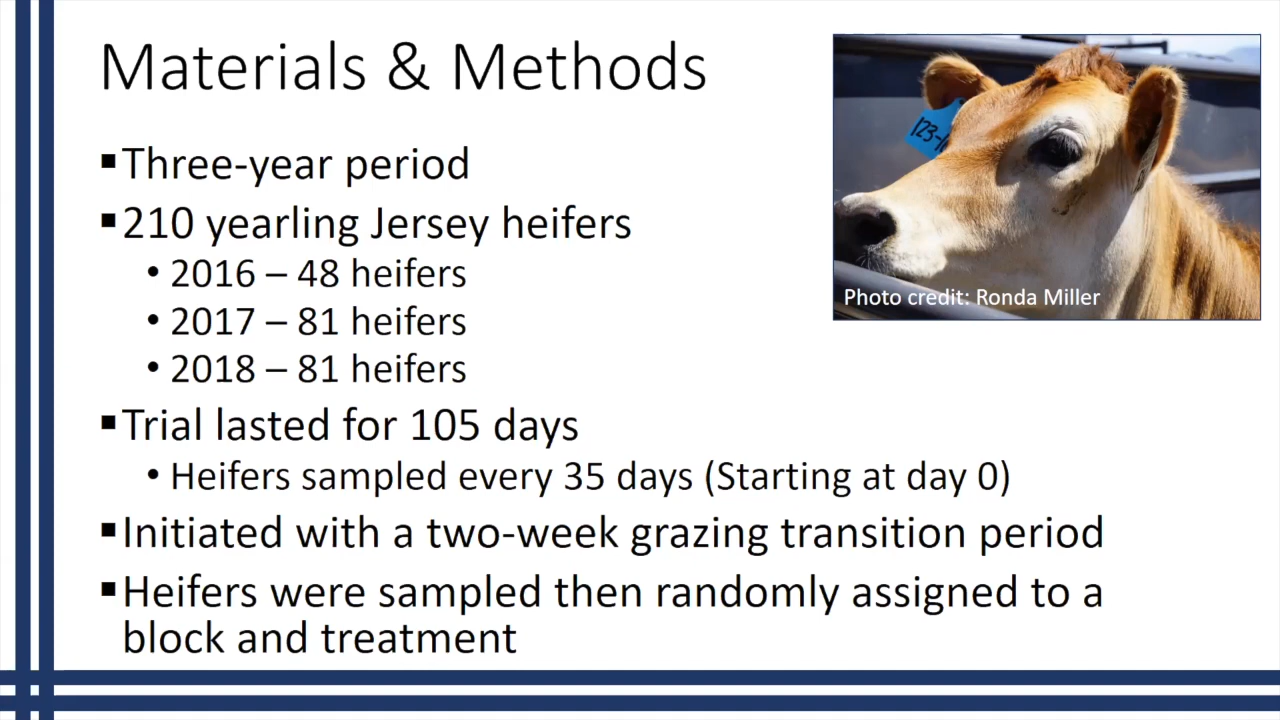 Materials & Methods
▪Three-year period
▪210 yearling Jersey heifers
• 2016 – 48 heifers
• 2017 – 81 heifers
• 2018 – 81 heifers
▪Trial lasted for 105 days
• Heifers sampled every 35 days (Starting at day 0)
▪Initiated with a two-week grazing transition period
▪Heifers were sampled then randomly assigned to a
block and treatment
123-1
Photo credit: Ronda Miller